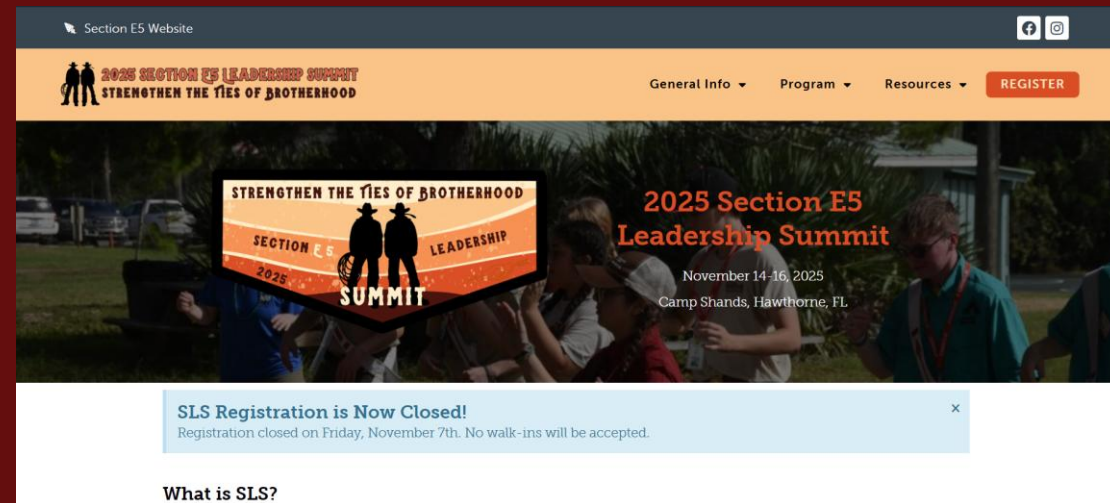 Section E5 Website
2025 SECTION E5 LEADERSHIP SUMMIT
STRENGTHEN THE TIES OF BROTHERHOOD
General Info
Program
Resources
REGISTER
STRENGTHEN THE TIES OF BROTHERHOOD
SECTION E5
LEADERSHIP
2025
SUMMIT
2025 Section E5
Leadership Summit
November 14-16, 2025
Camp Shands, Hawthorne, FL
SLS Registration is Now Closed!
×
Registration closed on Friday, November 7th. No walk-ins will be accepted.
What is SLS?